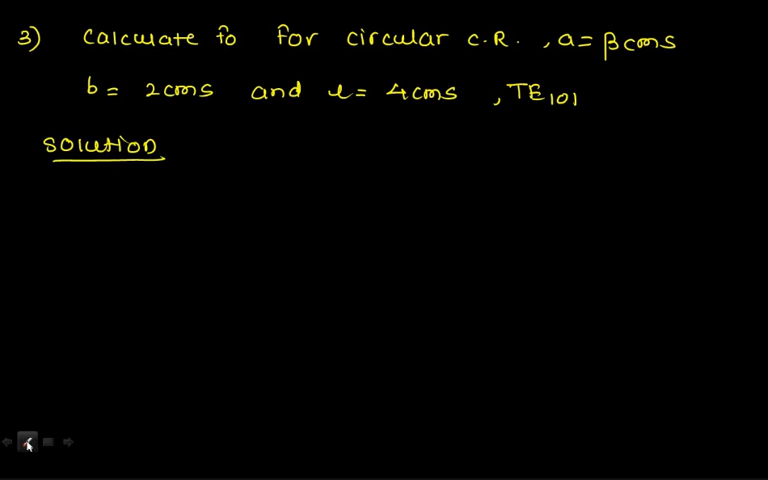 3) Calculate fo for circular C.R. , a= βcms
b= 2cms and l= 4cms , TE101
Solution